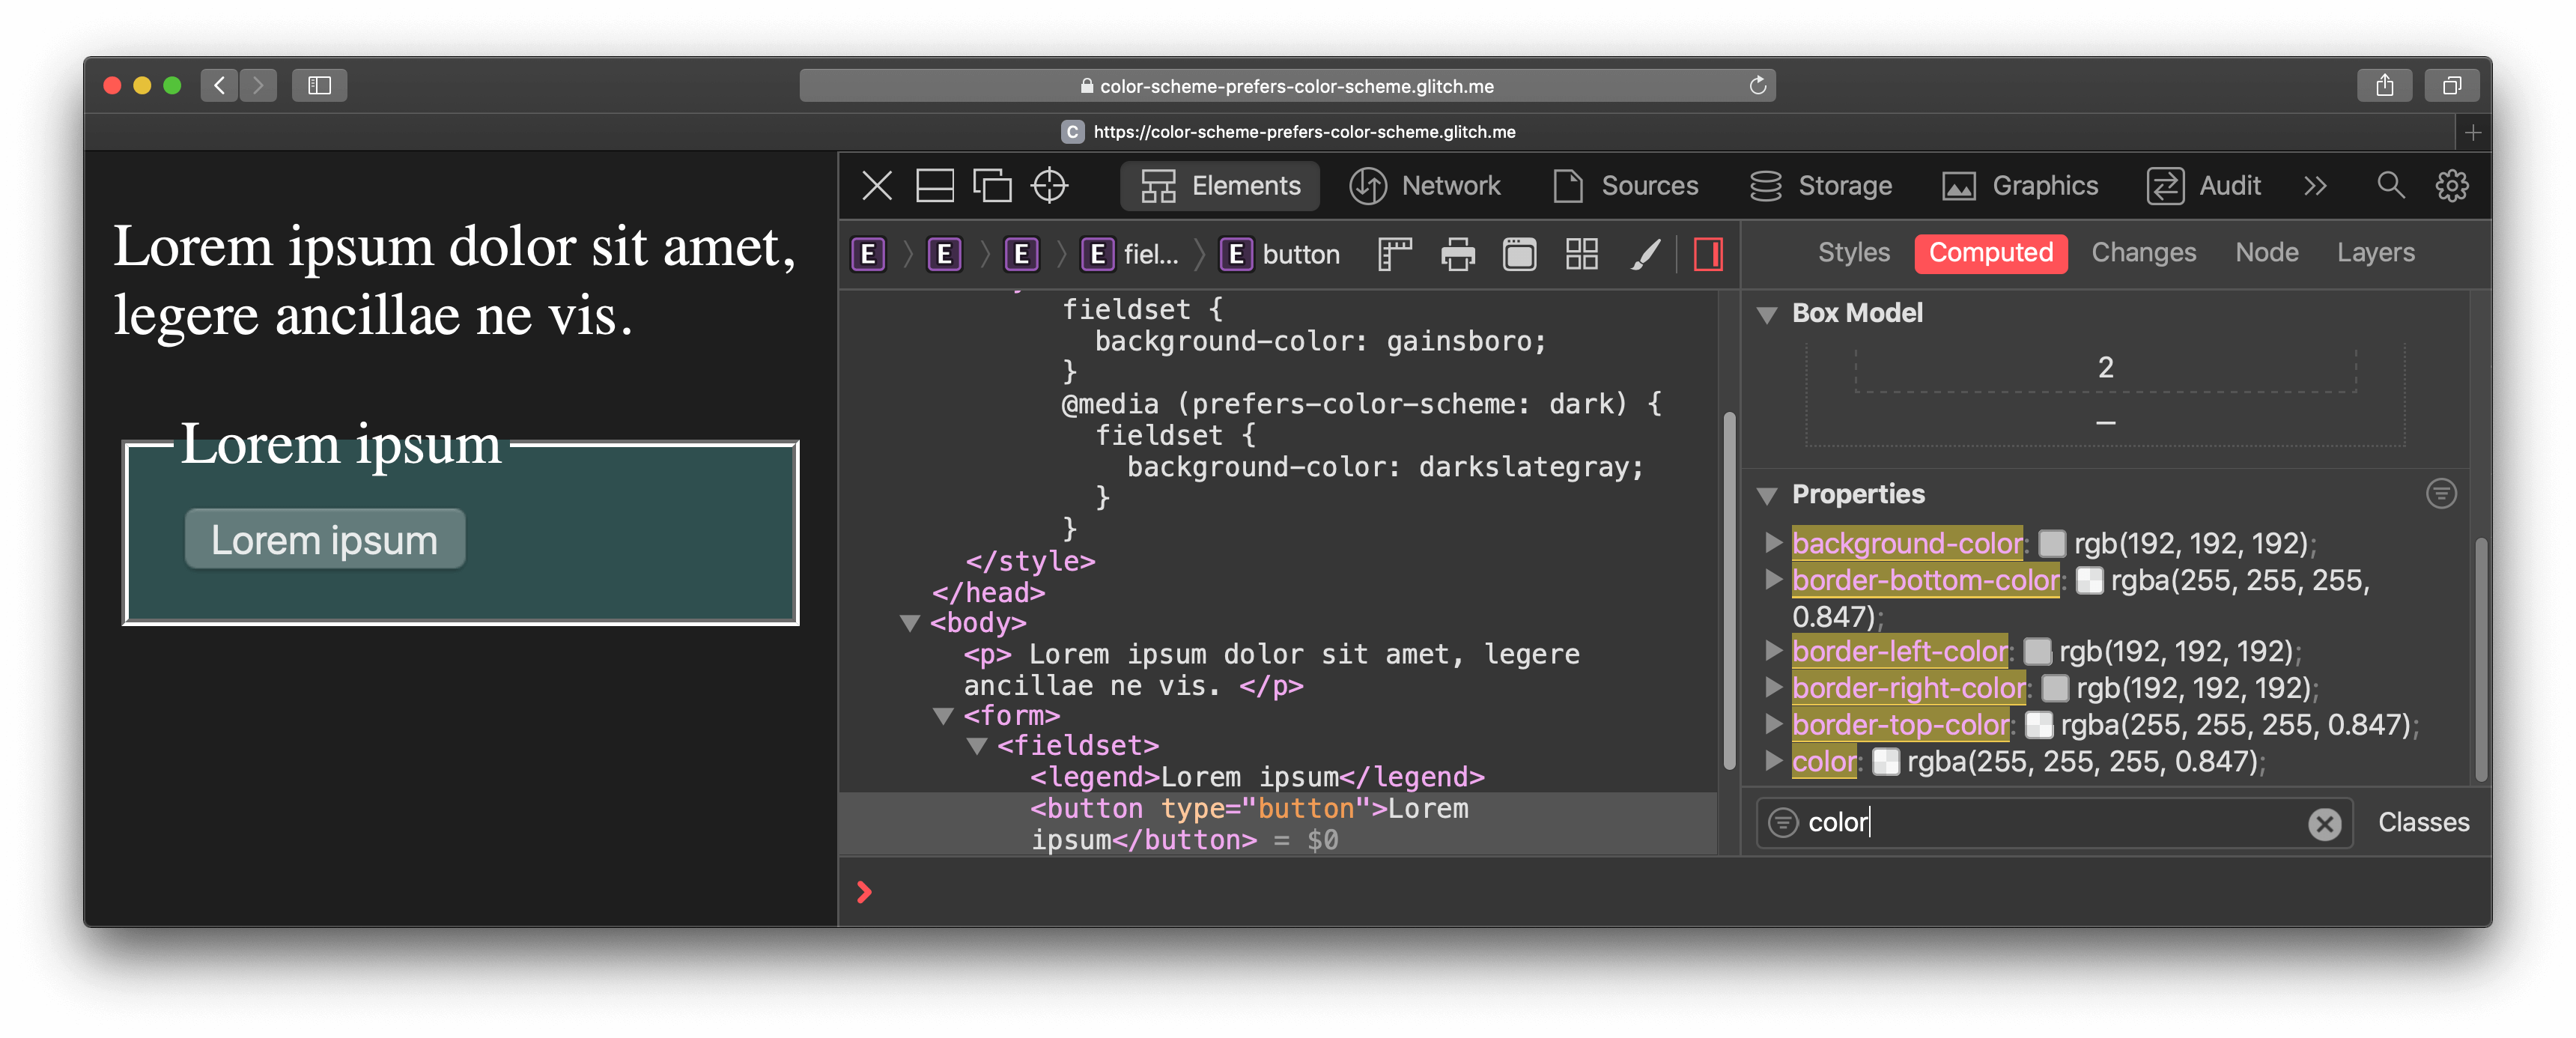 color-scheme-prefers-color-scheme.glitch.me
C https://color-scheme-prefers-color-scheme.glitch.me
Lorem ipsum dolor sit amet,
legere ancillae ne vis.
Lorem ipsum
Lorem ipsum
Elements Network Sources Storage Graphics Audit
E E E E fiel... E button
fieldset {
background-color: gainsboro;
}
@media (prefers-color-scheme: dark) {
fieldset {
background-color: darkslategray;
}
}
</style>
</head>
<body>
<p> Lorem ipsum dolor sit amet, legere
ancillae ne vis. </p>
<form>
<fieldset>
<legend>Lorem ipsum</legend>
<button type="button">Lorem
ipsum</button> = $0
Styles Computed Changes Node Layers
Box Model
2
—
Properties
background-color: rgb(192, 192, 192);
border-bottom-color: rgba(255, 255, 255,
0.847);
border-left-color: rgb(192, 192, 192);
border-right-color: rgb(192, 192, 192);
border-top-color: rgba(255, 255, 255, 0.847);
color: rgba(255, 255, 255, 0.847);
color Classes